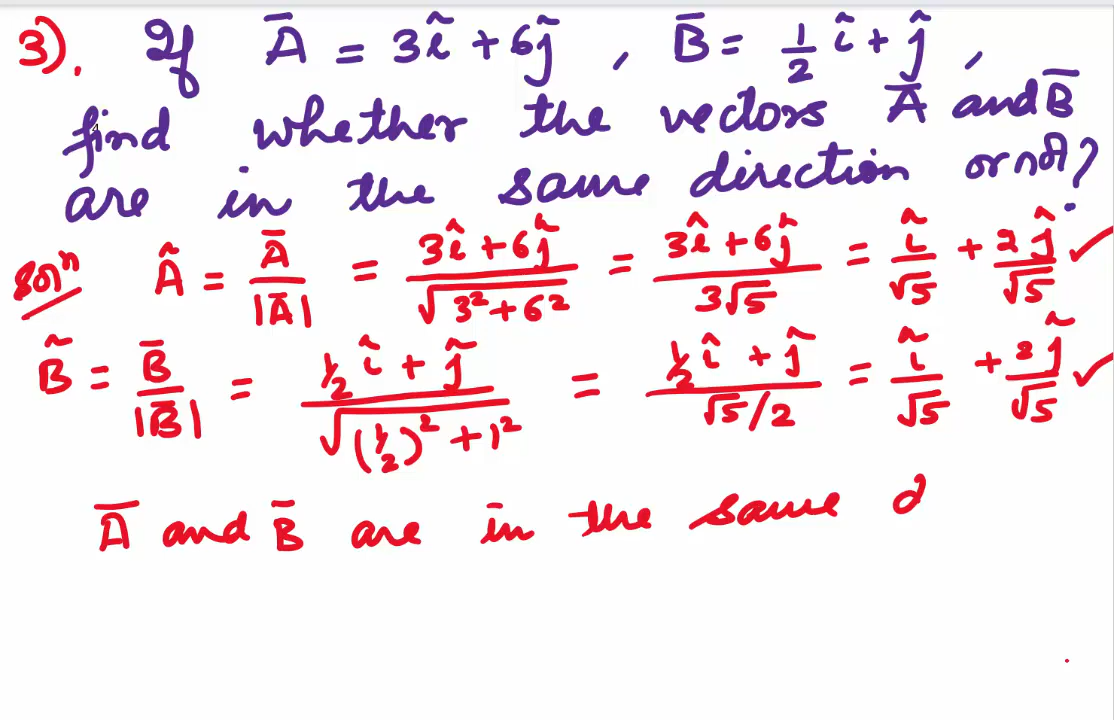 3). If A̅ = 3î + 6ĵ , B̅ = 1/2 î + ĵ ,
find whether the vectors A̅ and B̅
are in the same direction or not?
Solⁿ Â = A̅/|A̅| = (3î + 6ĵ)/√(3² + 6²) = (3î + 6ĵ)/(3√5) = î/√5 + 2ĵ/√5 ✓
B̂ = B̅/|B̅| = (1/2 î + ĵ)/√((1/2)² + 1²) = (1/2 î + ĵ)/(√5/2) = î/√5 + 2ĵ/√5 ✓
A̅ and B̅ are in the same d